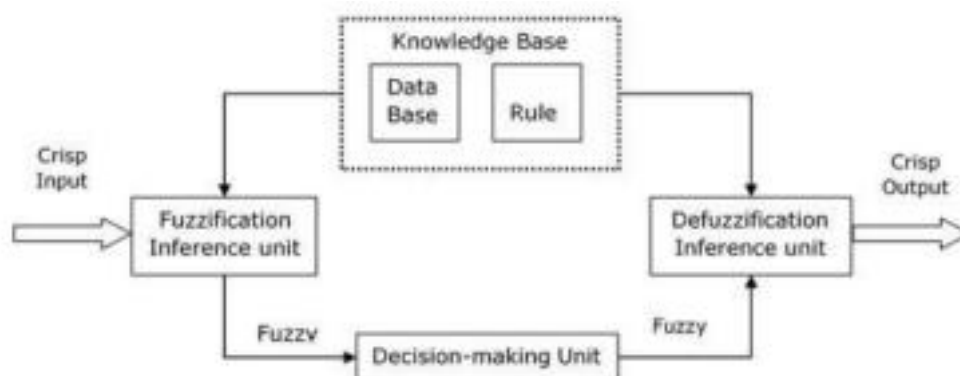 Knowledge Base
Data
Base
Rule
Crisp
Input
Crisp
Output
Fuzzification
Inference unit
Defuzzification
Inference unit
Fuzzv
Fuzzy
Decision-making Unit